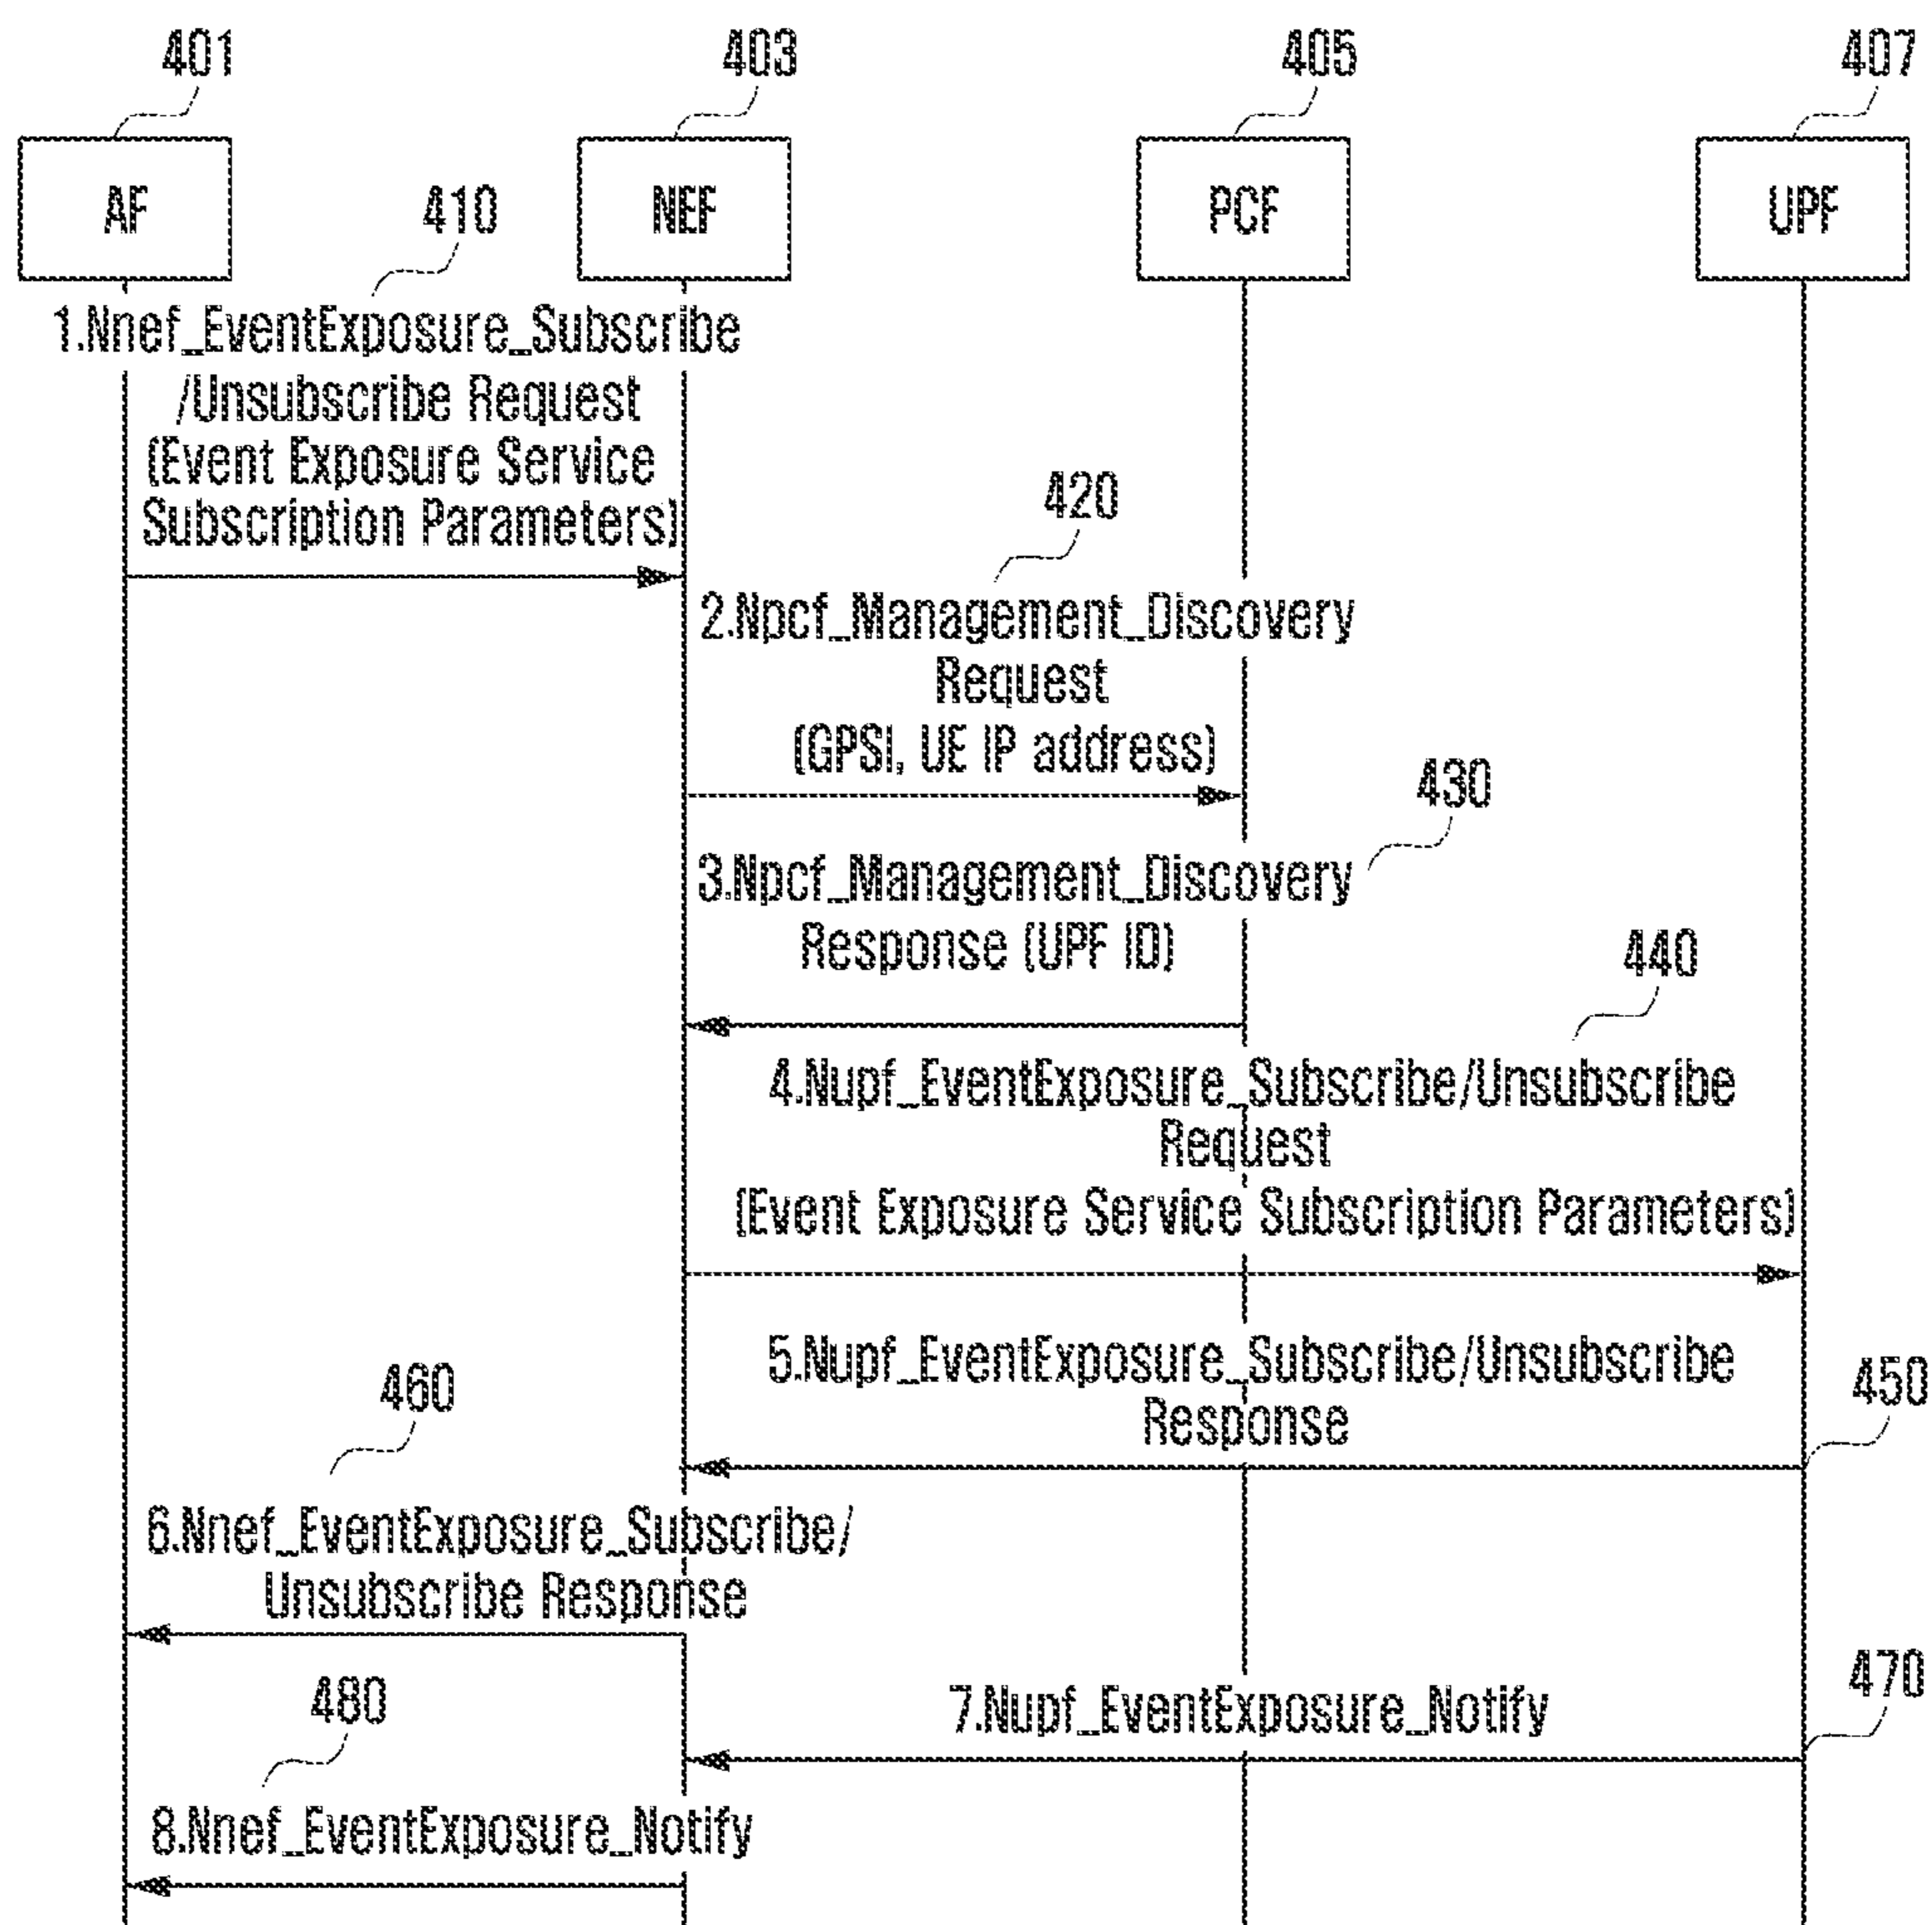 401
403
405
407
AF
NEF
PCF
UPF
410
1.Nnef_EventExposure_Subscribe
/Unsubscribe Request
(Event Exposure Service
Subscription Parameters)
420
2.Npcf_Management_Discovery
Request
(GPSI, UE IP address)
430
3.Npcf_Management_Discovery
Response (UPF ID)
440
4.Nupf_EventExposure_Subscribe/Unsubscribe
Request
(Event Exposure Service Subscription Parameters)
5.Nupf_EventExposure_Subscribe/Unsubscribe
Response
450
460
6.Nnef_EventExposure_Subscribe/
Unsubscribe Response
470
7.Nupf_EventExposure_Notify
480
8.Nnef_EventExposure_Notify